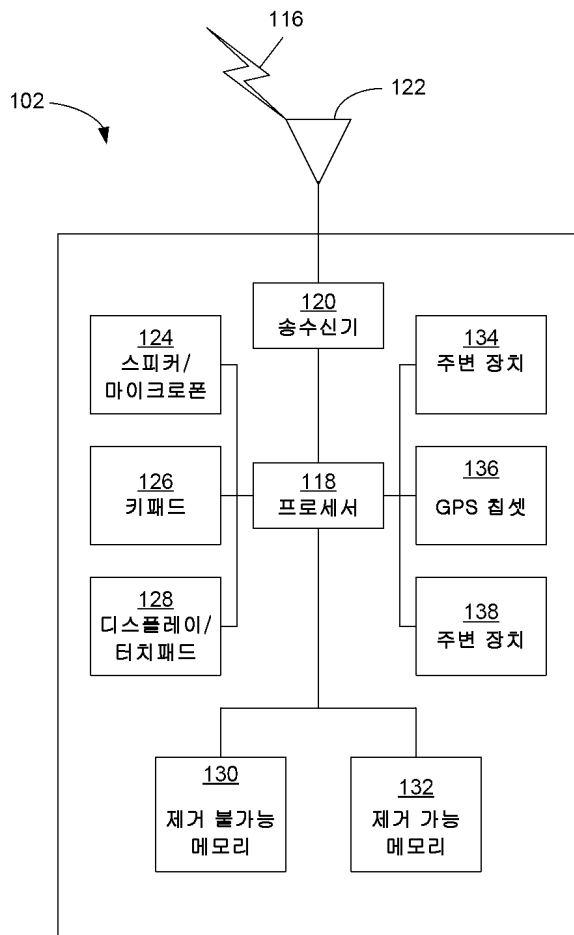 116
102
122
120
송수신기
124
스피커/
마이크로폰
134
주변 장치
126
키패드
118
프로세서
136
GPS 칩셋
128
디스플레이/
터치패드
138
주변 장치
130
제거 불가능
메모리
132
제거 가능
메모리